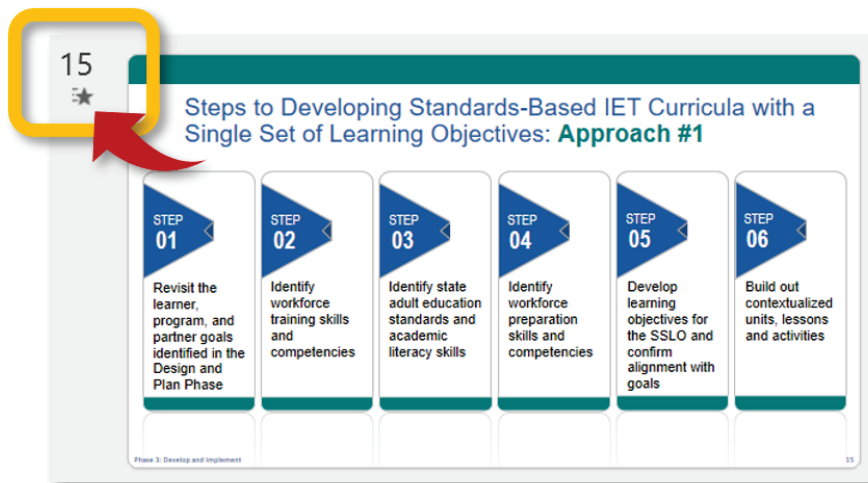 15
Steps to Developing Standards-Based IET Curricula with a
Single Set of Learning Objectives: Approach #1
STEP
01
Revisit the
learner,
program, and
partner goals
identified in the
Design and
Plan Phase
STEP
02
Identify
workforce
training skills
and
competencies
STEP
03
Identify state
adult education
standards and
academic
literacy skills
STEP
04
Identify
workforce
preparation
skills and
competencies
STEP
05
Develop
learning
objectives for
the SSLO and
confirm
alignment with
goals
STEP
06
Build out
contextualized
units, lessons
and activities
Phase 3: Develop and Implement
15